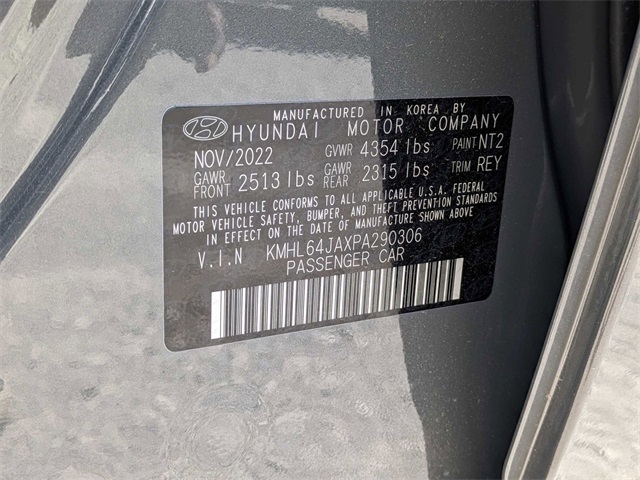 MANUFACTURED IN KOREA BY
HYUNDAI MOTOR COMPANY
NOV/2022 GVWR 4354 lbs PAINT NT2
GAWR FRONT 2513 lbs GAWR REAR 2315 lbs TRIM REY
THIS VEHICLE CONFORMS TO ALL APPLICABLE U.S.A. FEDERAL
MOTOR VEHICLE SAFETY, BUMPER, AND THEFT PREVENTION STANDARDS
IN EFFECT ON THE DATE OF MANUFACTURE SHOWN ABOVE
V.I.N KMHL64JAXPA290306
PASSENGER CAR